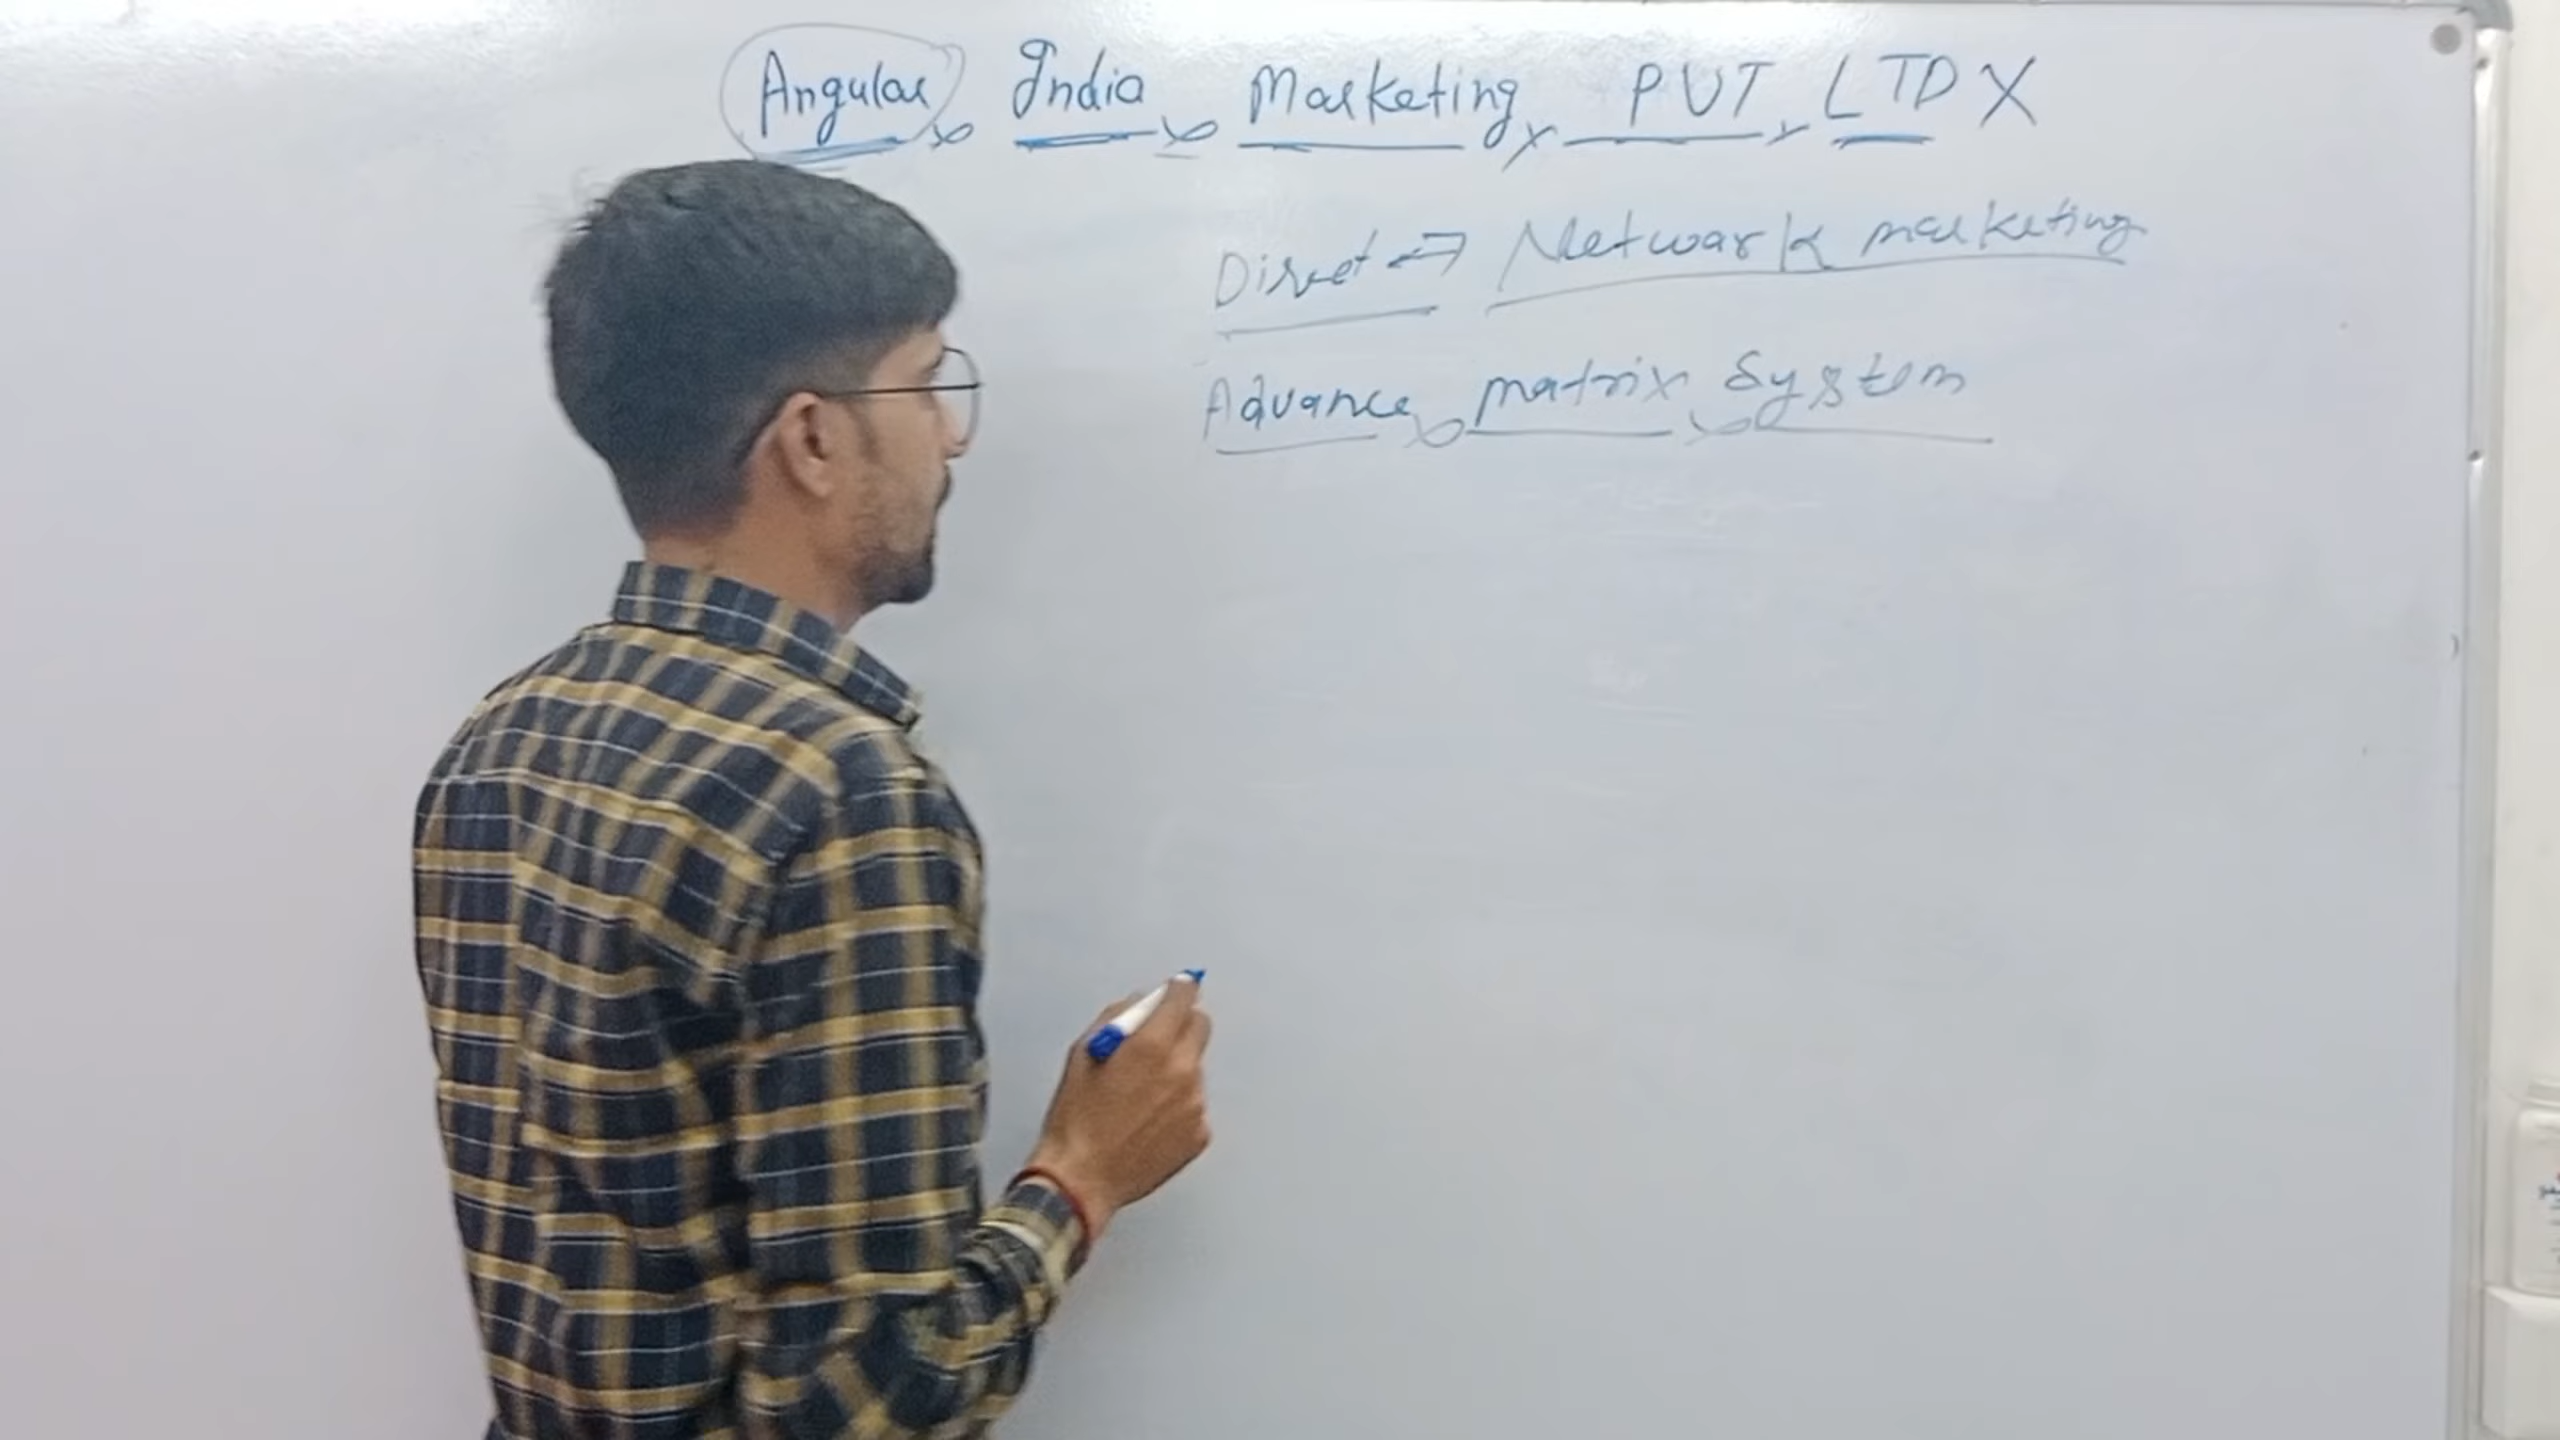 Angular India Marketing PVT LTD X
Direct ↔ Network marketing
Advance matrix System